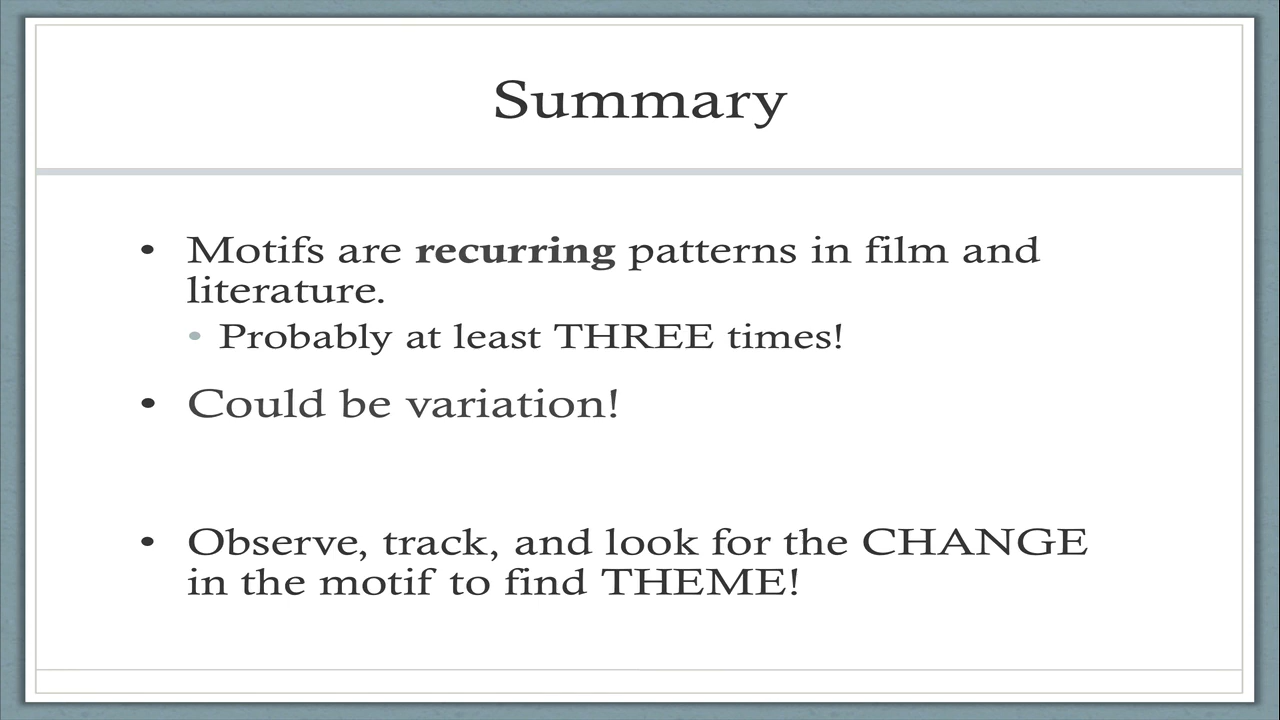 Summary
• Motifs are recurring patterns in film and
literature.
• Probably at least THREE times!
• Could be variation!
• Observe, track, and look for the CHANGE
in the motif to find THEME!